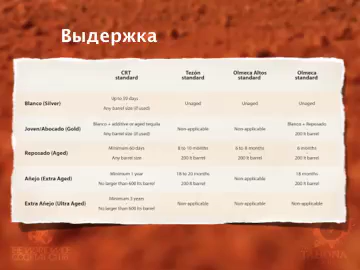 Выдержка
CRT standard Tezón standard Olmeca Altos standard Olmeca standard
Blanco (Silver) Up to 59 days Any barrel size (if used) Unaged Unaged Unaged
Joven/Abocado (Gold) Blanco + additive or aged tequila Any barrel size (if used) Non-applicable Non-applicable Blanco + Reposado 200 lt barrel
Reposado (Aged) Minimum 60 days Any barrel size 8 to 10 months 200 lt barrel 6 to 8 months 200 lt barrel 6 months 200 lt barrel
Añejo (Extra Aged) Minimum 1 year No larger than 600 lts barrel 18 to 20 months 200 lt barrel Non-applicable 18 months 200 lt barrel
Extra Añejo (Ultra Aged) Minimum 3 years No larger than 600 lts barrel Non-applicable Non-applicable Non-applicable
TAHONA